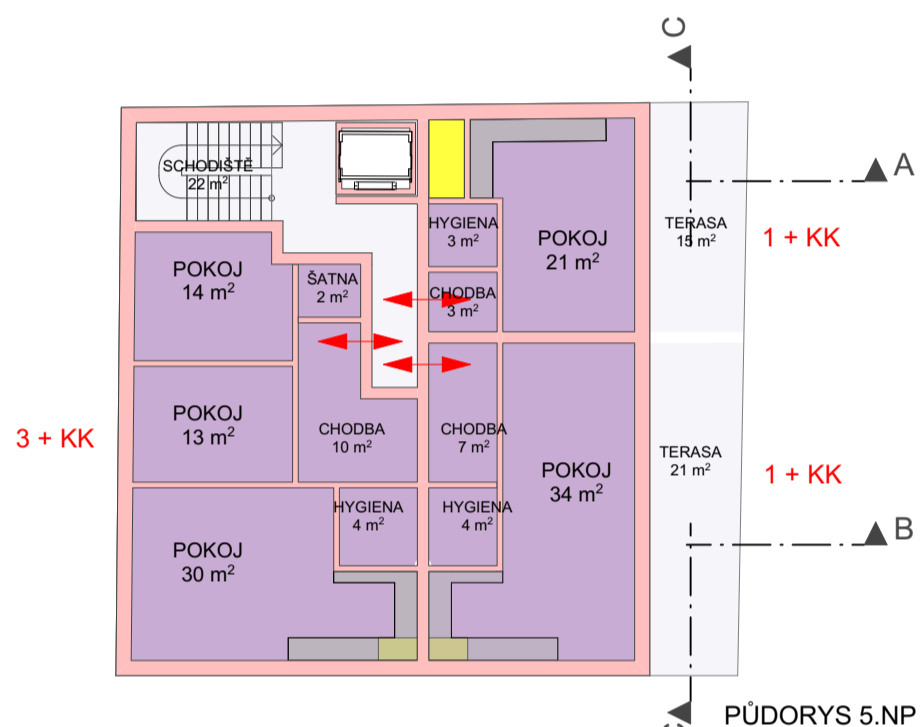 C
A
SCHODIŠTĚ
22 m²
HYGIENA
3 m²
POKOJ
21 m²
TERASA
15 m²
1 + KK
POKOJ
14 m²
ŠATNA
2 m²
CHODBA
3 m²
3 + KK
POKOJ
13 m²
CHODBA
10 m²
CHODBA
7 m²
POKOJ
34 m²
TERASA
21 m²
1 + KK
POKOJ
30 m²
HYGIENA
4 m²
HYGIENA
4 m²
B
PŮDORYS 5.NP